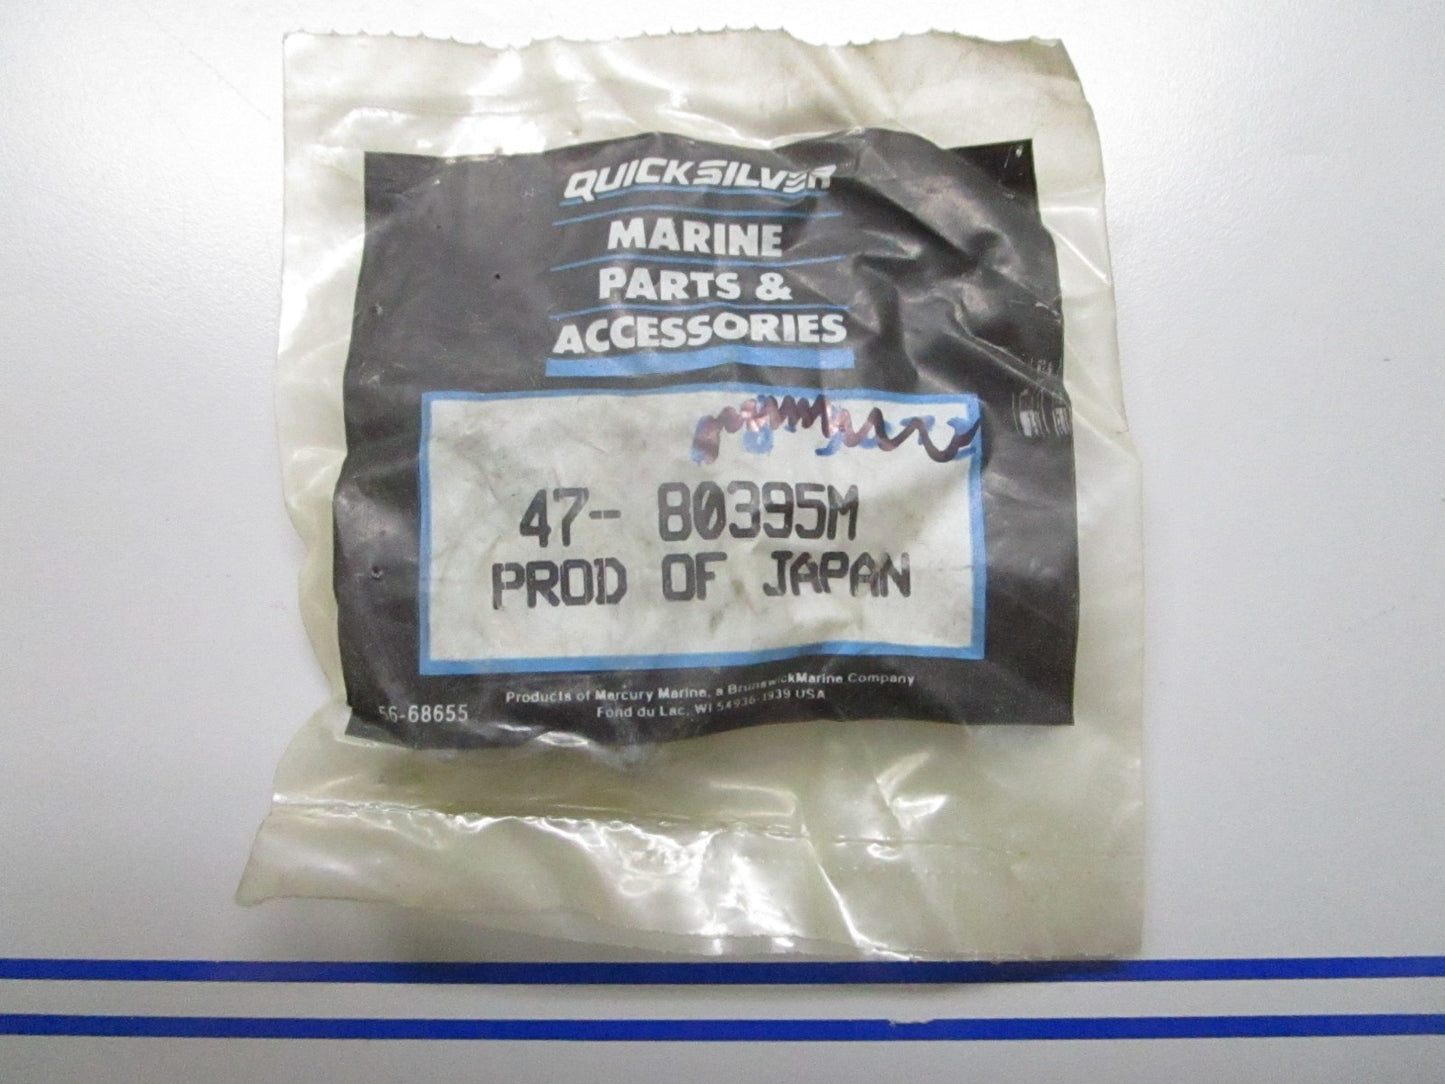 QUICKSILVER
MARINE
PARTS &
ACCESSORIES
47- 80395M
PROD OF JAPAN
Products of Mercury Marine, a BrunswickMarine Company
Fond du Lac, WI 54936-1939 USA
56-68655